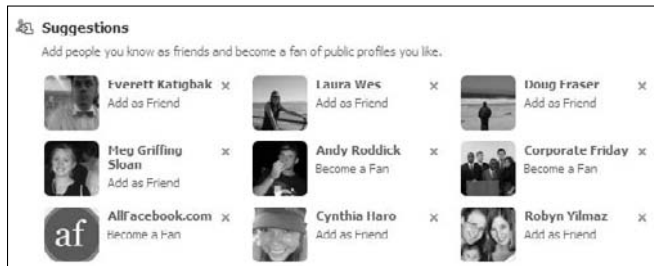 Suggestions
Add people you know as friends and become a fan of public profiles you like.
Everett Katigbak × Laura Wes × Doug Fraser ×
Add as Friend Add as Friend Add as Friend
Meg Griffing × Andy Roddick × Corporate Friday ×
Sloan Become a Fan Become a Fan
Add as Friend
AllFacebook.com × Cynthia Haro × Robyn Yilmaz ×
af Become a Fan Add as Friend Add as Friend